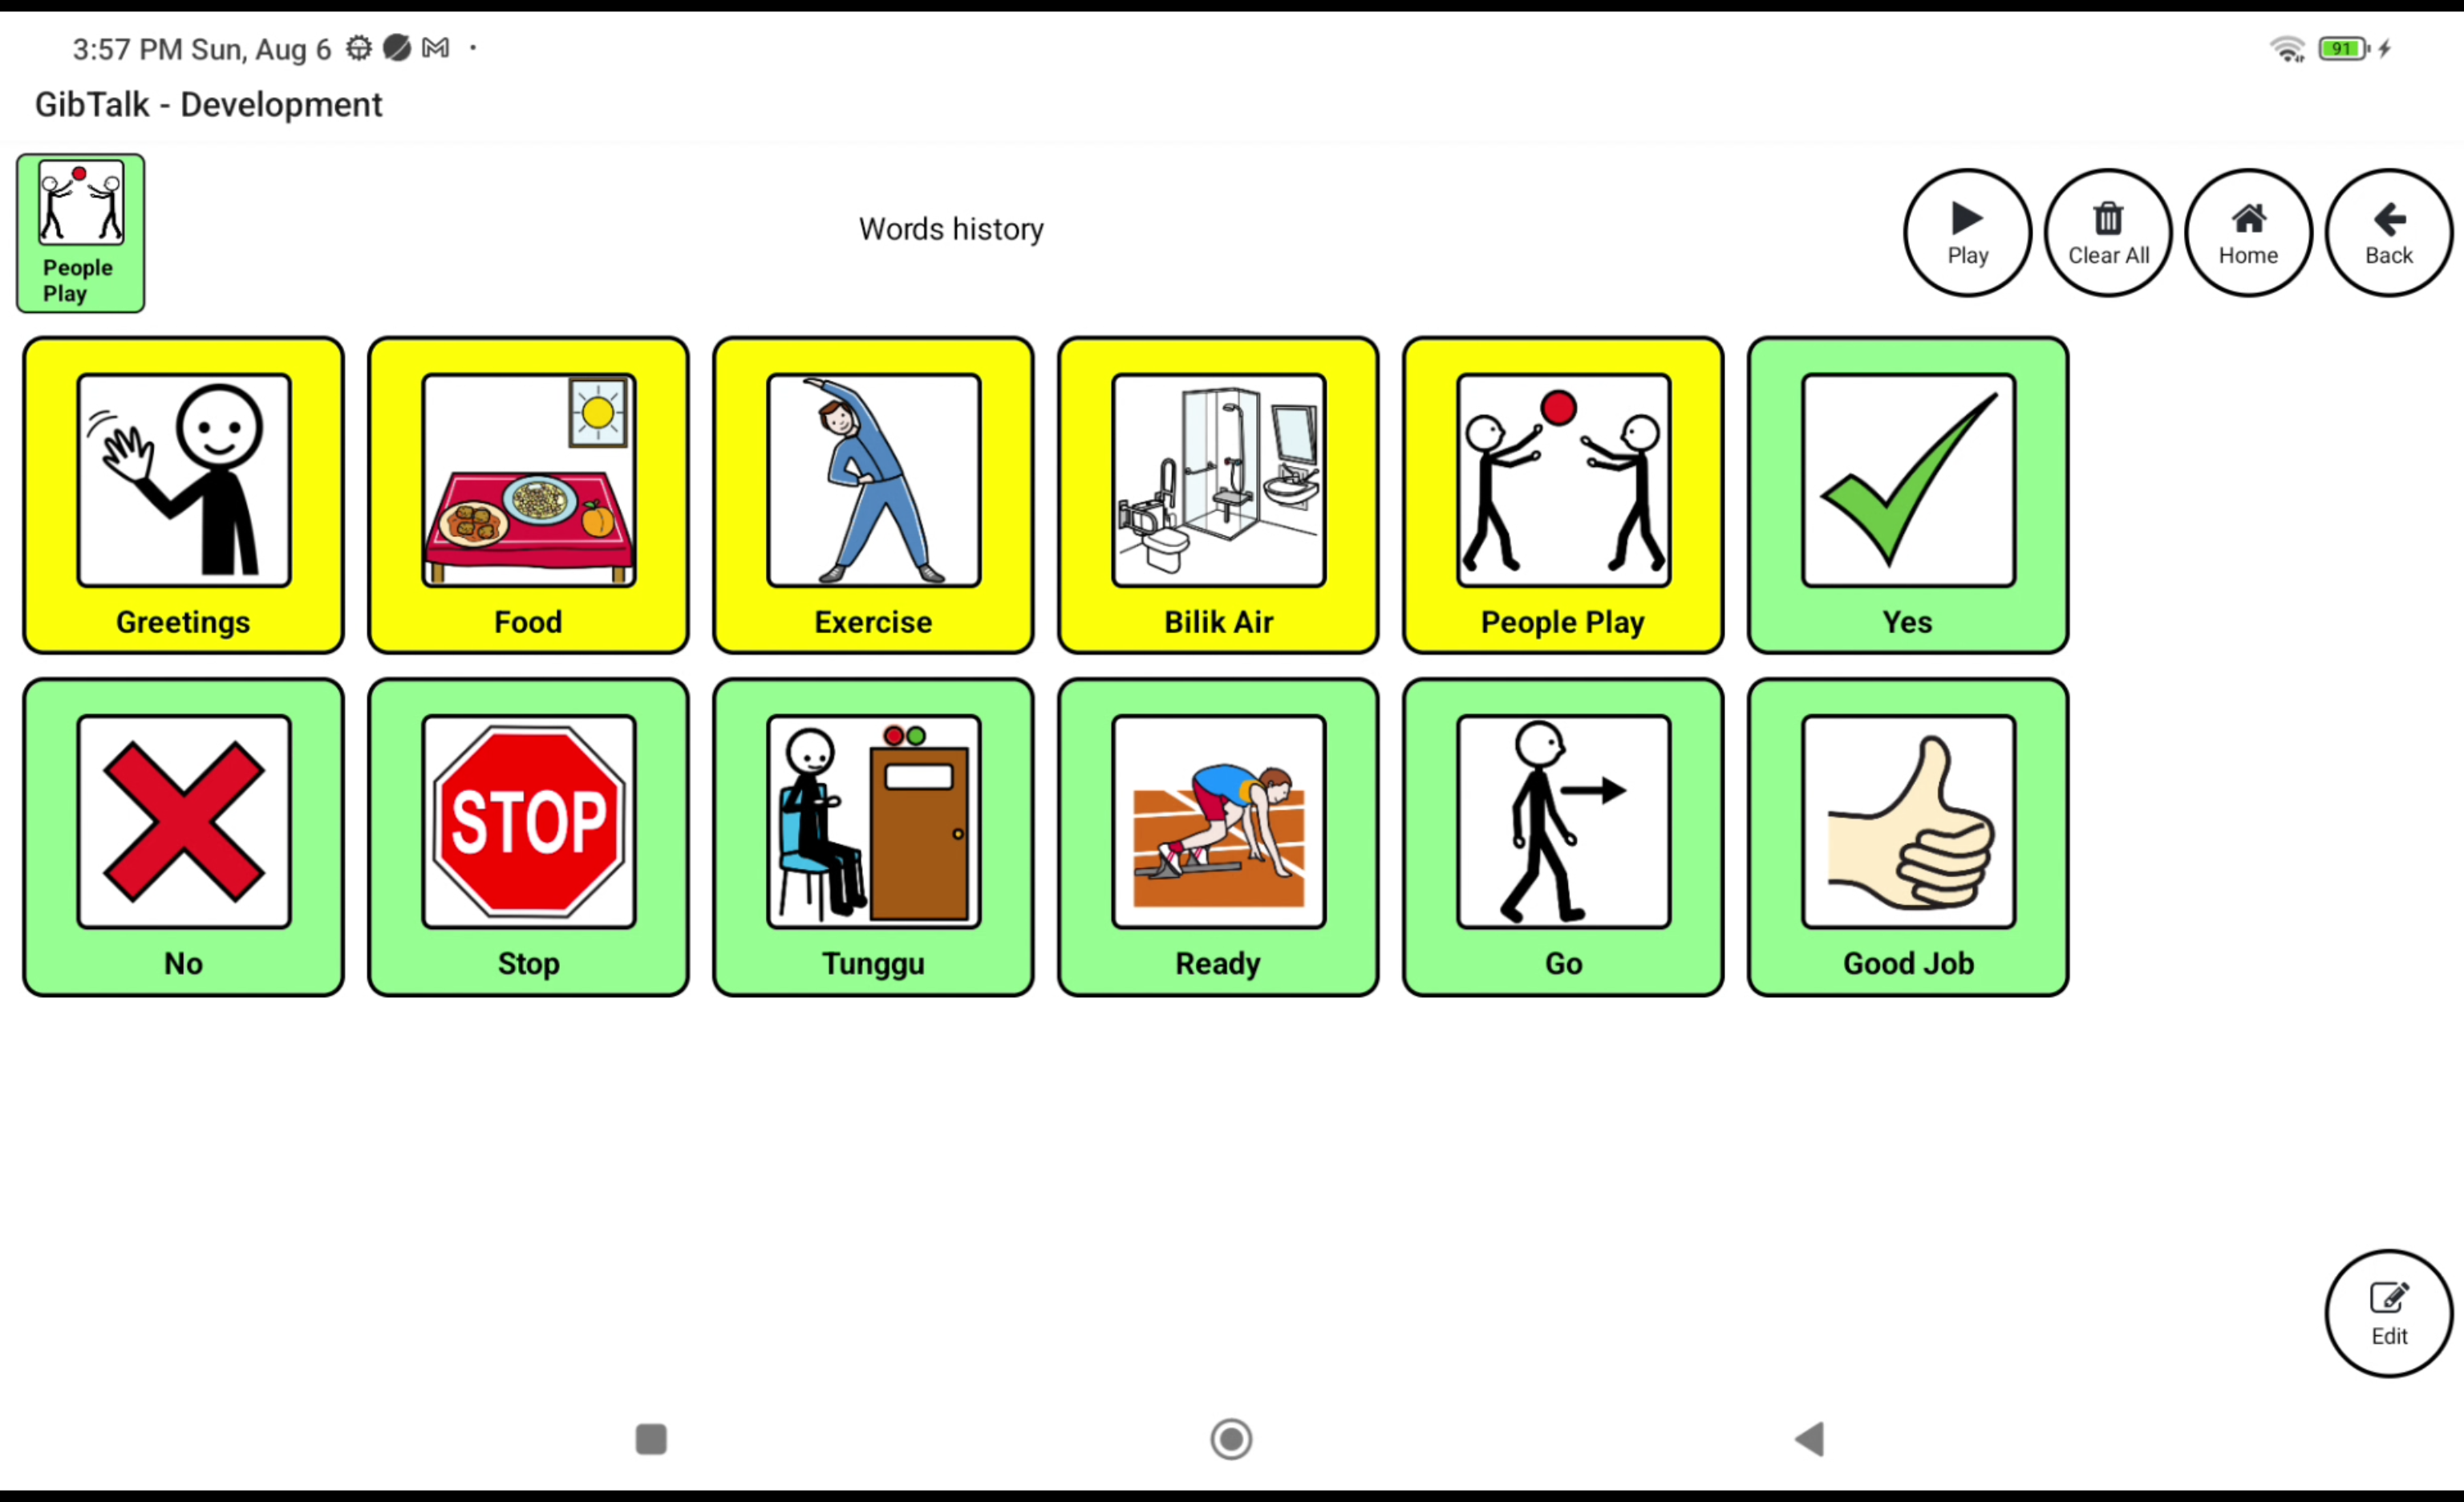 3:57 PM Sun, Aug 6
91
GibTalk - Development
People
Play
Words history
Play
Clear All
Home
Back
Greetings
Food
Exercise
Bilik Air
People Play
Yes
No
STOP
Stop
Tunggu
Ready
Go
Good Job
Edit